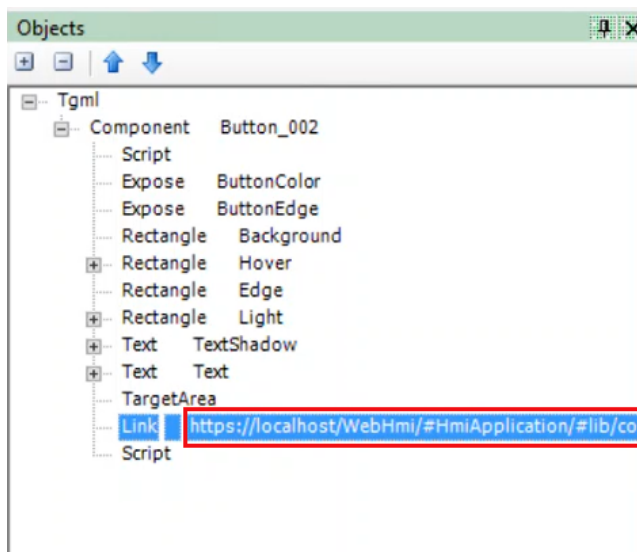 Objects
Tgml
Component Button_002
Script
Expose ButtonColor
Expose ButtonEdge
Rectangle Background
Rectangle Hover
Rectangle Edge
Rectangle Light
Text TextShadow
Text Text
TargetArea
Link https://localhost/WebHmi/#HmiApplication/#lib/co
Script